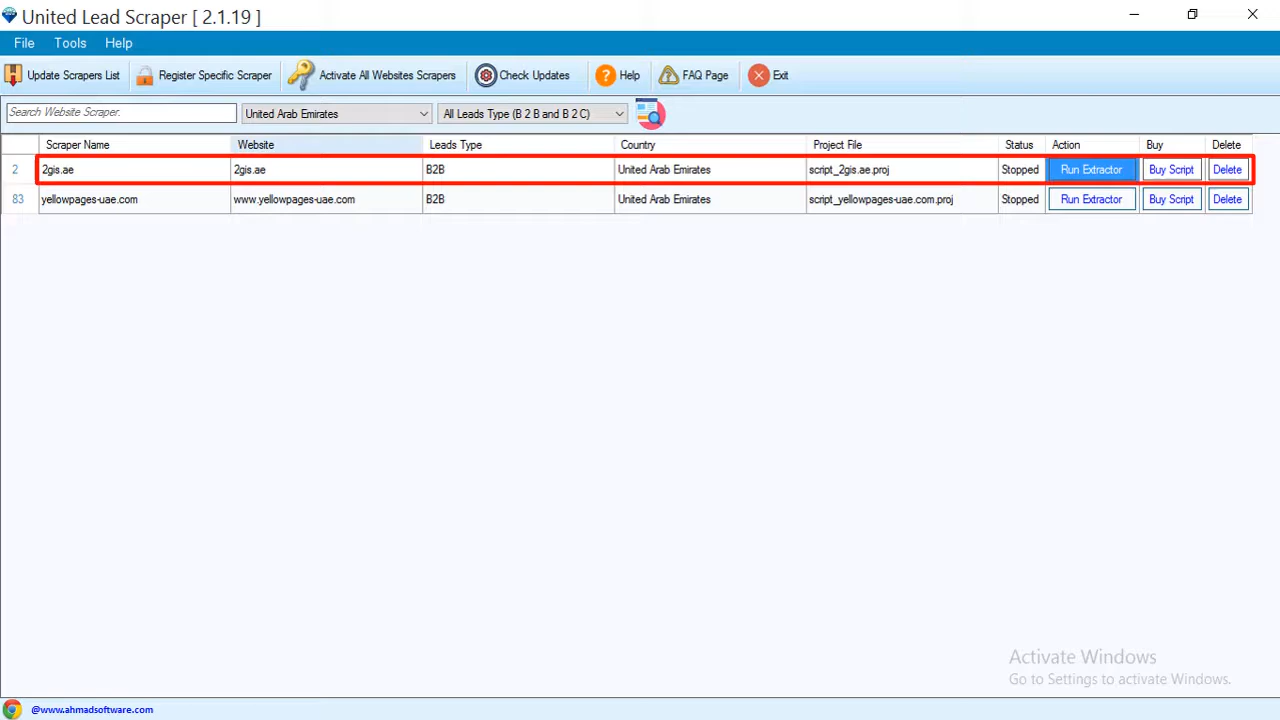 United Lead Scraper [ 2.1.19 ]
File Tools Help
Update Scrapers List Register Specific Scraper Activate All Websites Scrapers Check Updates Help FAQ Page Exit
Search Website Scraper. United Arab Emirates All Leads Type (B 2 B and B 2 C)
Scraper Name Website Leads Type Country Project File Status Action Buy Delete
2 2gis.ae 2gis.ae B2B United Arab Emirates script_2gis.ae.proj Stopped Run Extractor Buy Script Delete
83 yellowpages-uae.com www.yellowpages-uae.com B2B United Arab Emirates script_yellowpages-uae.com.proj Stopped Run Extractor Buy Script Delete
Activate Windows
Go to Settings to activate Windows.
@www.ahmadsoftware.com